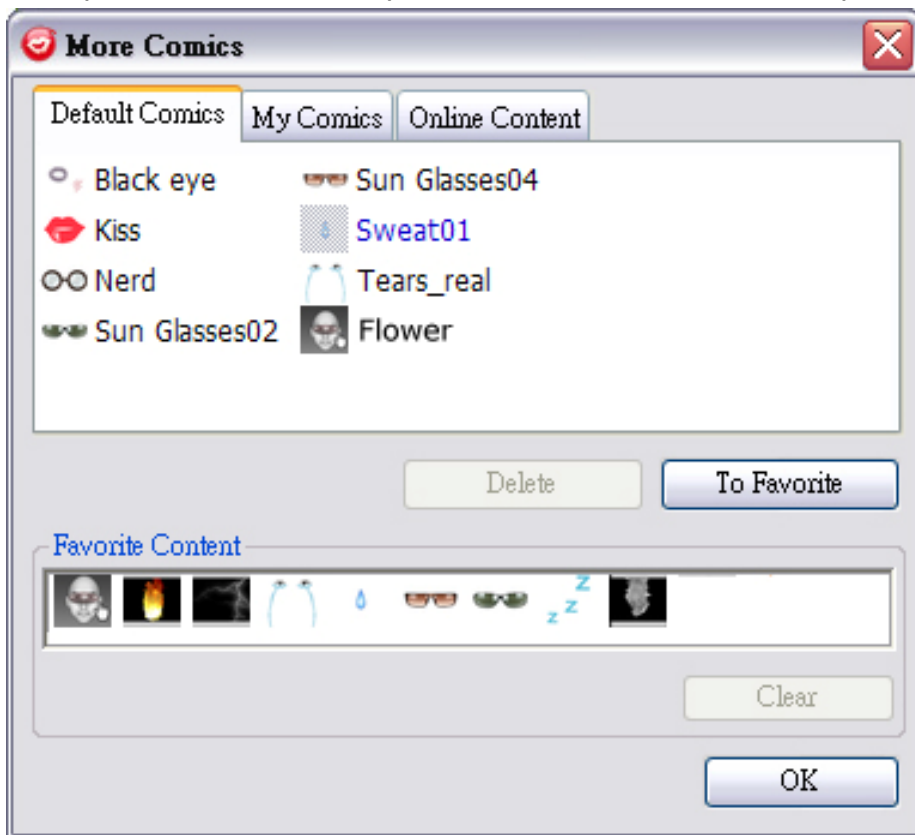 More Comics
Default Comics My Comics Online Content
Black eye Sun Glasses04
Kiss Sweat01
Nerd Tears_real
Sun Glasses02 Flower
Delete To Favorite
Favorite Content
z z z
Clear
OK